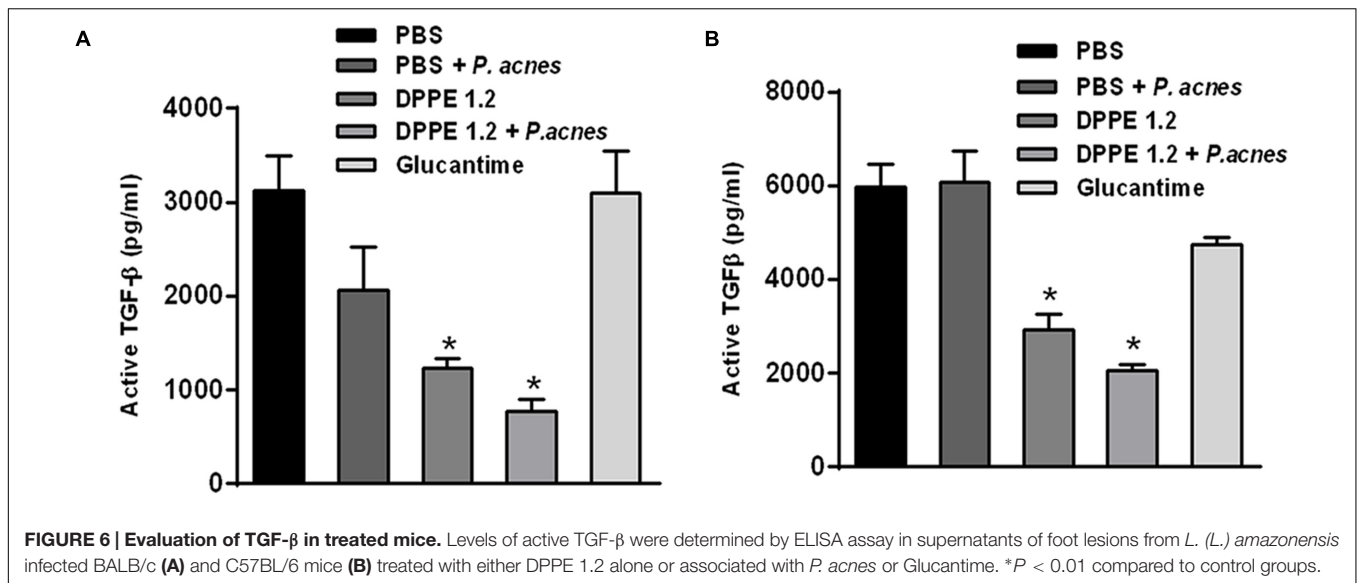 A
PBS
PBS + P. acnes
DPPE 1.2
DPPE 1.2 + P.acnes
Glucantime
Active TGF-β (pg/ml)
4000
3000
2000
1000
0
*
*
B
PBS
PBS + P. acnes
DPPE 1.2
DPPE 1.2 + P.acnes
Glucantime
Active TGFβ (pg/ml)
8000
6000
4000
2000
0
*
*
FIGURE 6 | Evaluation of TGF-β in treated mice. Levels of active TGF-β were determined by ELISA assay in supernatants of foot lesions from L. (L.) amazonensis
infected BALB/c (A) and C57BL/6 mice (B) treated with either DPPE 1.2 alone or associated with P. acnes or Glucantime. *P < 0.01 compared to control groups.